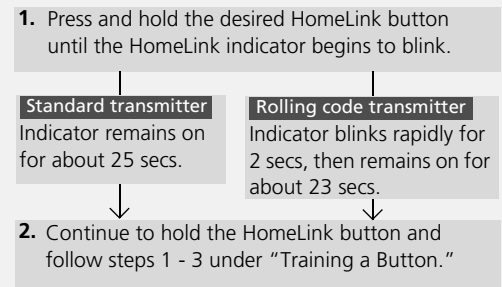 1. Press and hold the desired HomeLink button
until the HomeLink indicator begins to blink.
Standard transmitter
Indicator remains on
for about 25 secs.
Rolling code transmitter
Indicator blinks rapidly for
2 secs, then remains on for
about 23 secs.
2. Continue to hold the HomeLink button and
follow steps 1 - 3 under “Training a Button.”